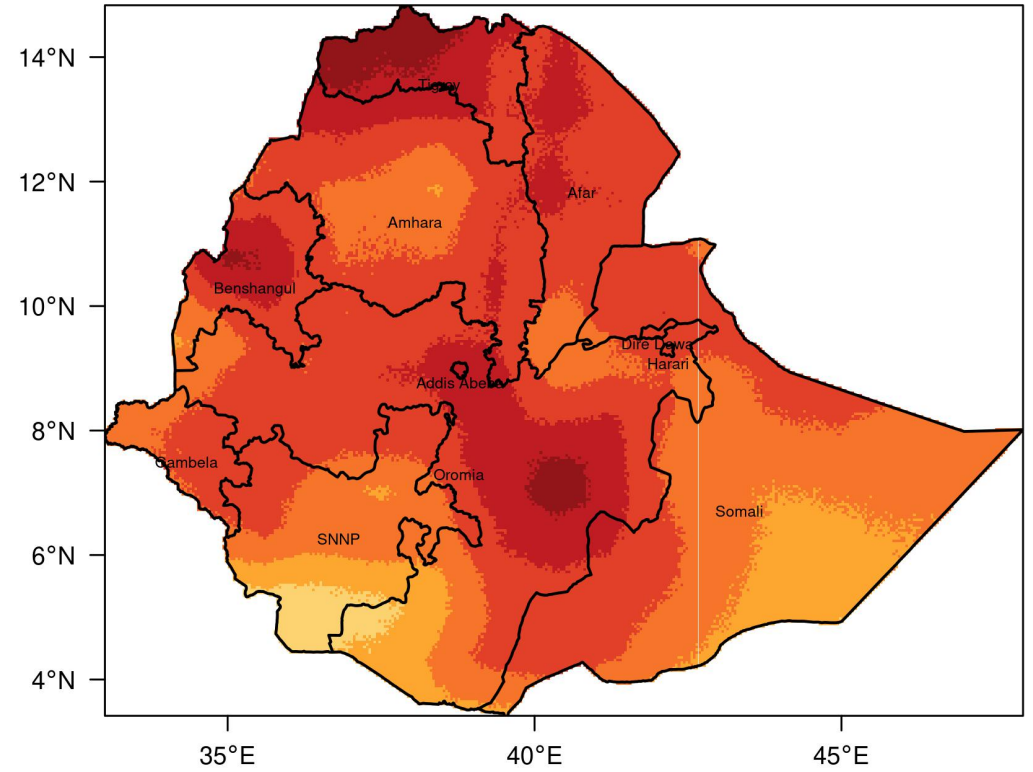 14°N
Tigray
12°N
Afar
Amhara
Benshangul
10°N
Dire Dawa
Harari
Addis Abeba
8°N
Gambela
Oromia
Somali
SNNP
6°N
4°N
35°E
40°E
45°E